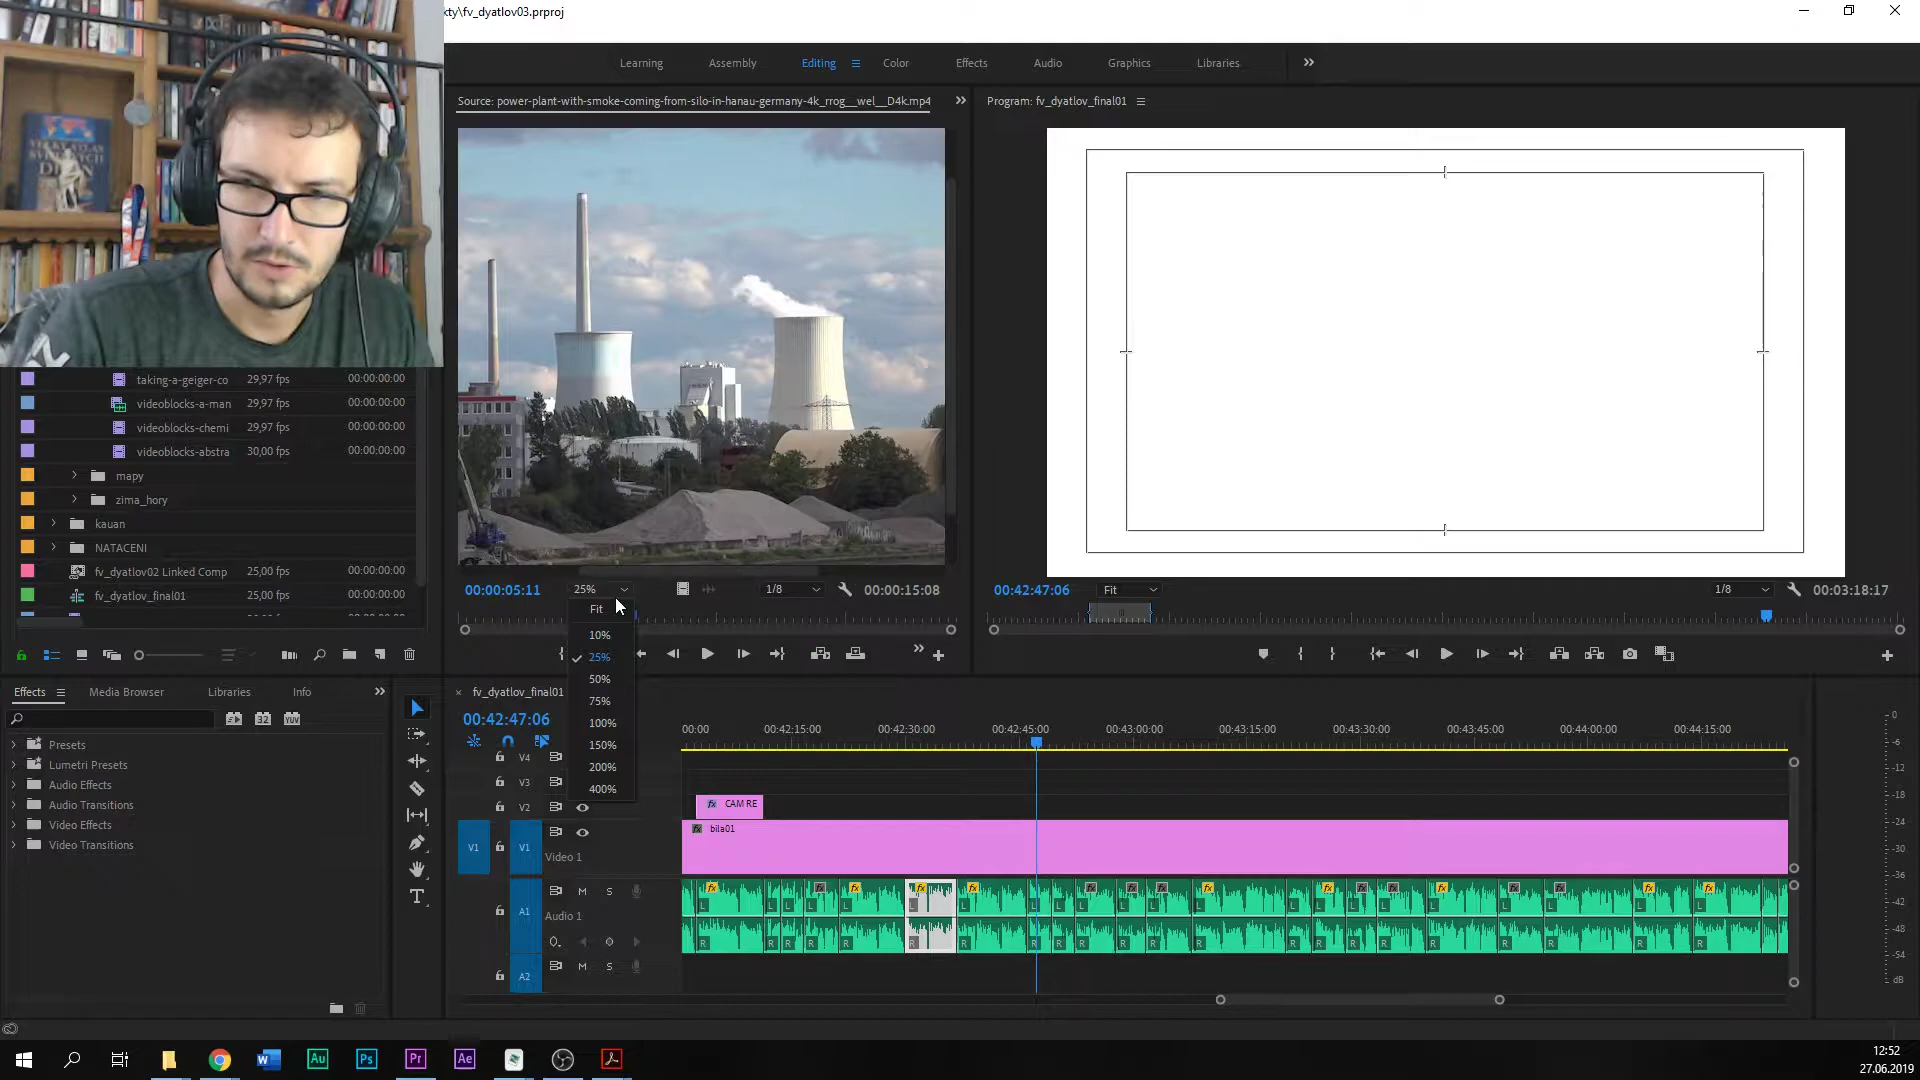 kty\fv_dyatlov03.prproj
Learning Assembly Editing Color Effects Audio Graphics Libraries
Source: power-plant-with-smoke-coming-from-silo-in-hanau-germany-4k_rrog__wel__D4k.mp4
Program: fv_dyatlov_final01
taking-a-geiger-co 29,97 fps 00:00:00:00
videoblocks-a-man 29,97 fps 00:00:00:00
videoblocks-chemi 29,97 fps 00:00:00:00
videoblocks-abstra 30,00 fps 00:00:00:00
mapy
zima_hory
kauan
NATACENI
fv_dyatlov02 Linked Comp 25,00 fps 00:00:00:00
fv_dyatlov_final01 25,00 fps 00:00:00:00
00:00:05:11 25% 1/8 00:00:15:08
00:42:47:06 Fit 1/8 00:03:18:17
Fit
10%
25%
50%
75%
100%
150%
200%
400%
Effects Media Browser Libraries Info
32 YUV
Presets
Lumetri Presets
Audio Effects
Audio Transitions
Video Effects
Video Transitions
fv_dyatlov_final01
00:42:47:06
00:00 00:42:15:00 00:42:30:00 00:42:45:00 00:43:00:00 00:43:15:00 00:43:30:00 00:43:45:00 00:44:00:00 00:44:15:00
V4
V3
V2
fx CAM RE
V1 V1 Video 1
fx bila01
A1 M S
Audio 1
A2 M S
0
-6
-12
-18
-24
-30
-36
-42
-48
-54
dB
T
W Au Ps Pr Ae
12:52
27.06.2019